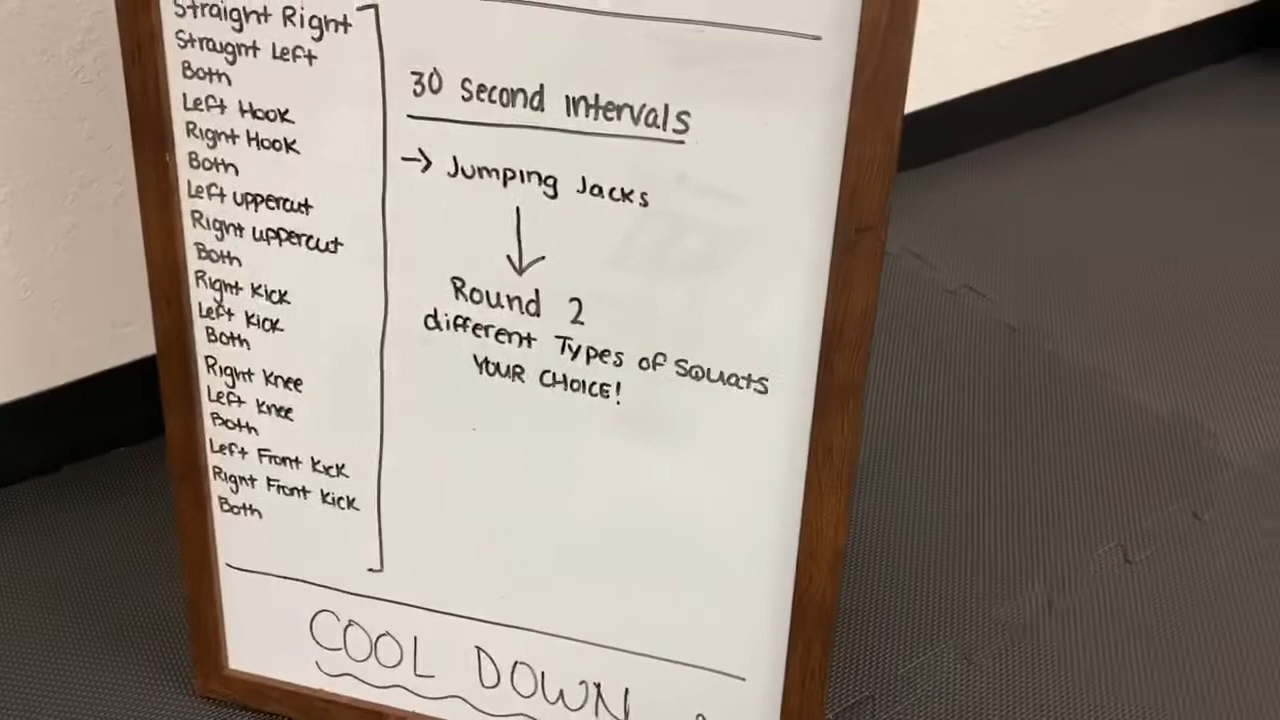 Straight Right
Straight Left
Both
Left Hook
Right Hook
Both
Left uppercut
Right uppercut
Both
Right Kick
Left Kick
Both
Right Knee
Left Knee
Both
Left Front Kick
Right Front Kick
Both
30 Second intervals
→ Jumping Jacks
↓
Round 2
different Types of Squats
YOUR CHOICE!
COOL DOWN